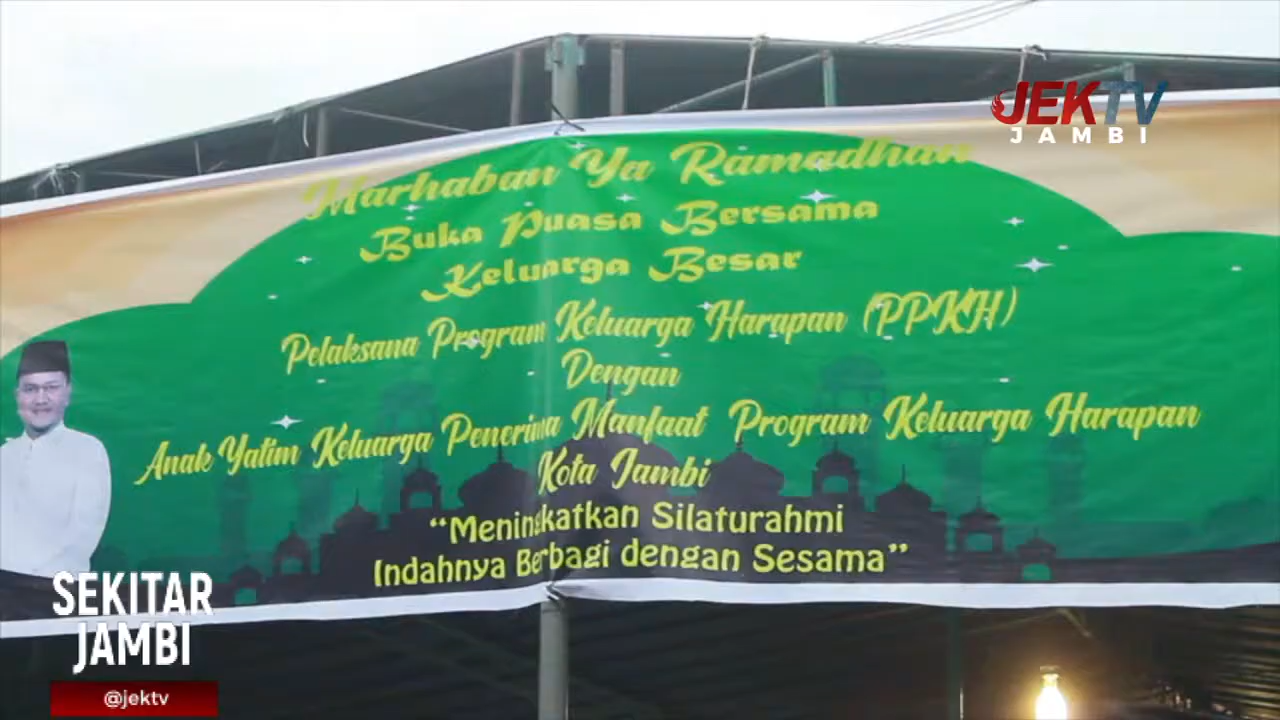 JEKTV
JAMBI
Marhaban Ya Ramadhan
Buka Puasa Bersama
Keluarga Besar
Pelaksana Program Keluarga Harapan (PPKH)
Dengan
Anak Yatim Keluarga Penerima Manfaat Program Keluarga Harapan
Kota Jambi
“Meningkatkan Silaturahmi
Indahnya Berbagi dengan Sesama”
SEKITAR
JAMBI
@jektv